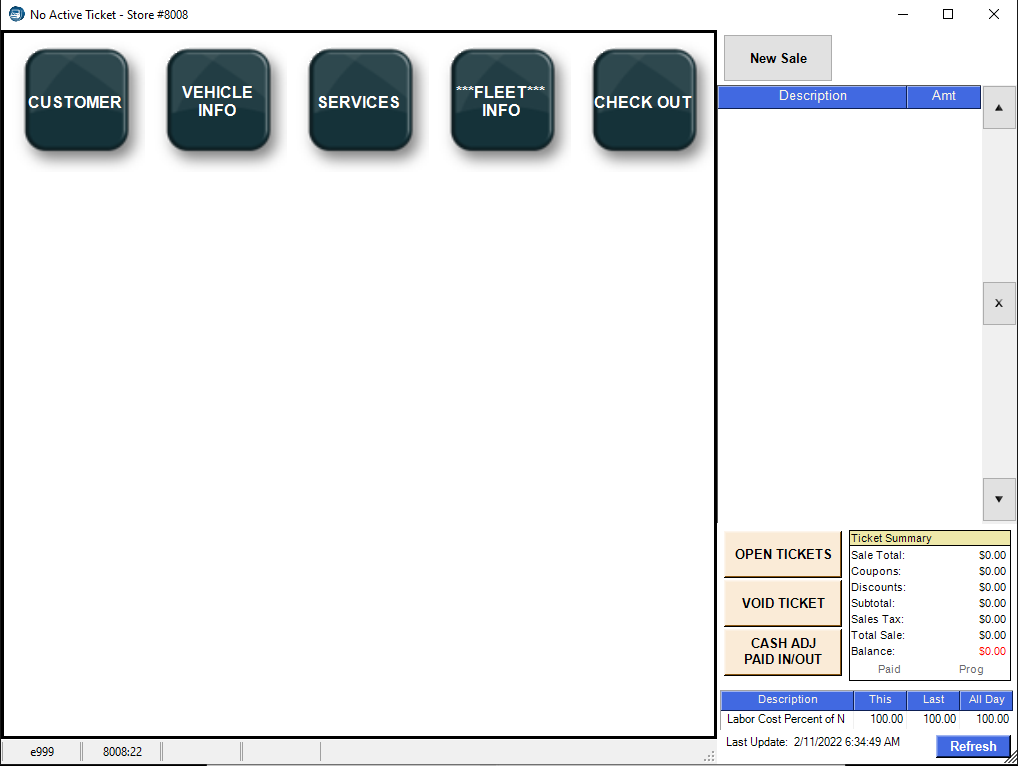 No Active Ticket - Store #8008
CUSTOMER
VEHICLE
INFO
SERVICES
***FLEET***
INFO
CHECK OUT
New Sale
Description Amt
▲
X
▼
OPEN TICKETS
VOID TICKET
CASH ADJ
PAID IN/OUT
Ticket Summary
Sale Total: $0.00
Coupons: $0.00
Discounts: $0.00
Subtotal: $0.00
Sales Tax: $0.00
Total Sale: $0.00
Balance: $0.00
Paid Prog
Description This Last All Day
Labor Cost Percent of N 100.00 100.00 100.00
Last Update: 2/11/2022 6:34:49 AM
Refresh
e999 8008:22